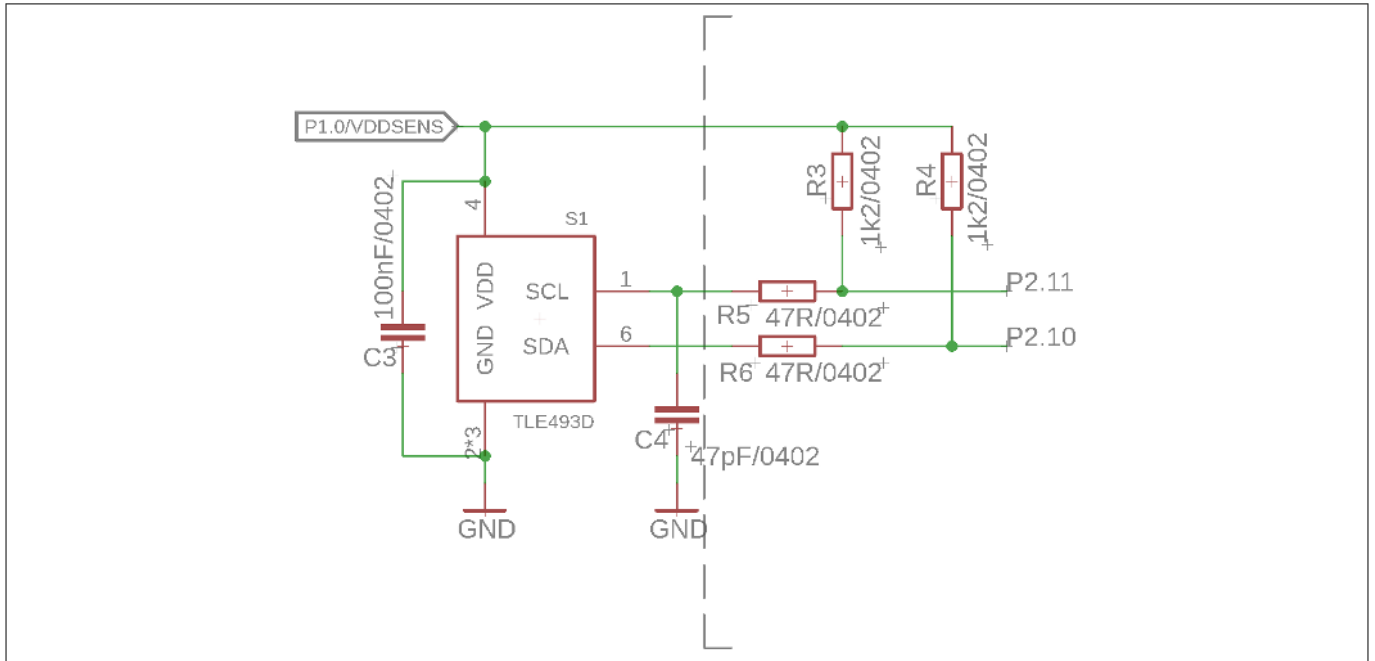 P1.0/VDDSENS
100nF/0402
C3
4
S1
VDD
GND
SCL
SDA
1
6
2*3
TLE493D
GND
R3
1k2/0402
R4
1k2/0402
P2.11
R5
47R/0402
P2.10
R6
47R/0402
C4
47pF/0402
GND